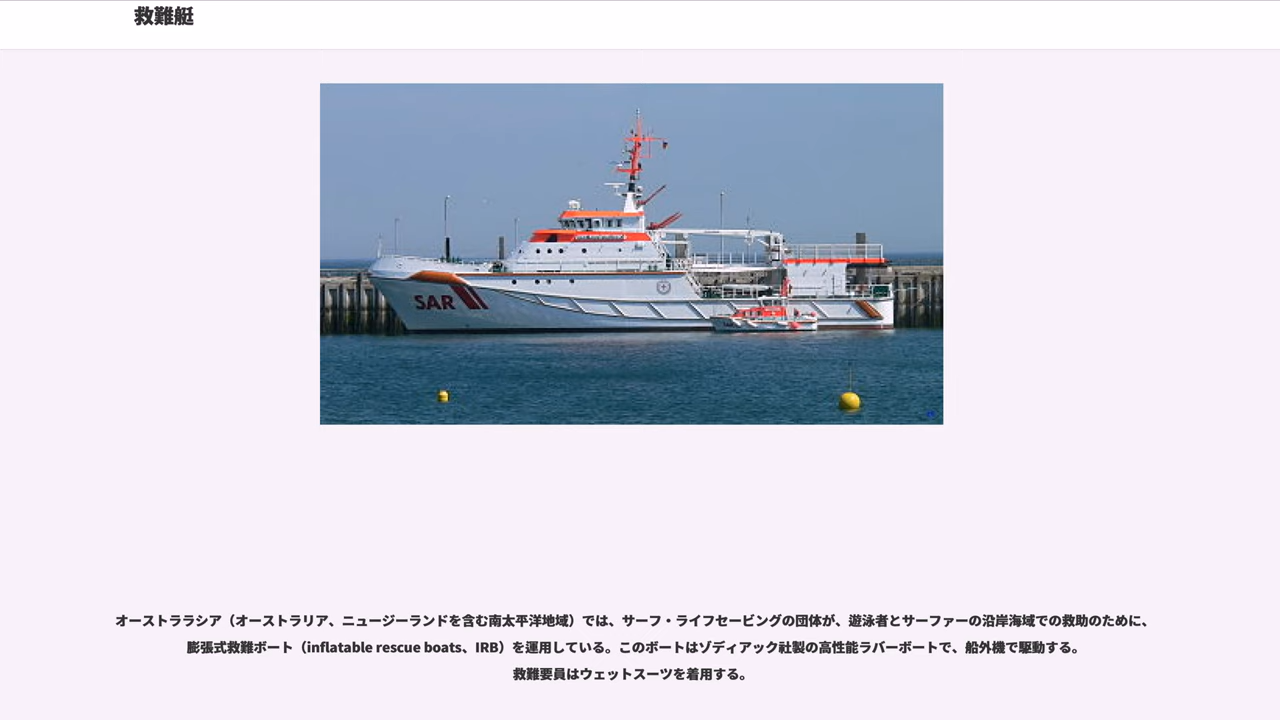 救難艇
SAR
オーストララシア（オーストラリア、ニュージーランドを含む南太平洋地域）では、サーフ・ライフセービングの団体が、遊泳者とサーファーの沿岸海域での救助のために、
膨張式救難ボート（inflatable rescue boats、IRB）を運用している。このボートはゾディアック社製の高性能ラバーボートで、船外機で駆動する。
救難要員はウェットスーツを着用する。